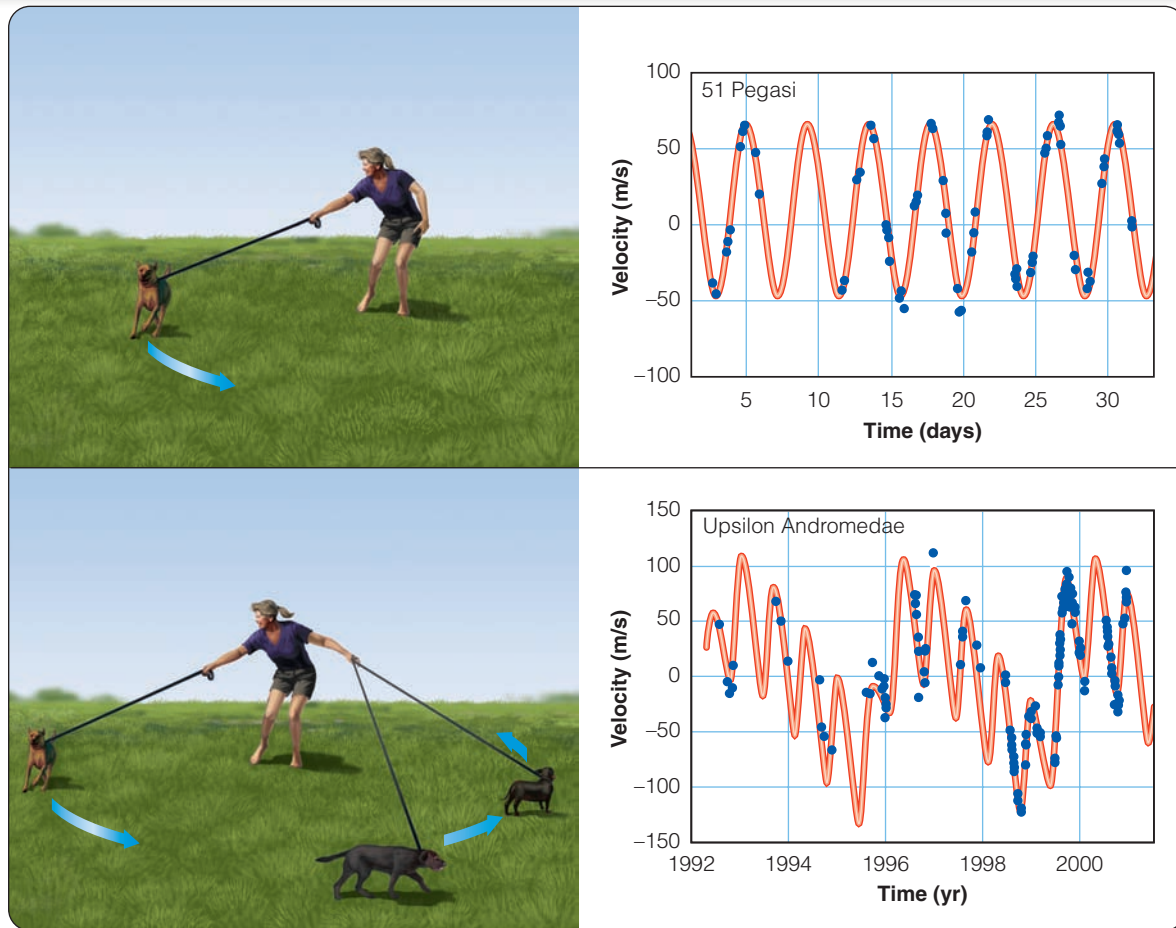 100
51 Pegasi
50
0
−50
−100
Velocity (m/s)
5 10 15 20 25 30
Time (days)
150
Upsilon Andromedae
100
50
0
−50
−100
−150
Velocity (m/s)
1992 1994 1996 1998 2000
Time (yr)